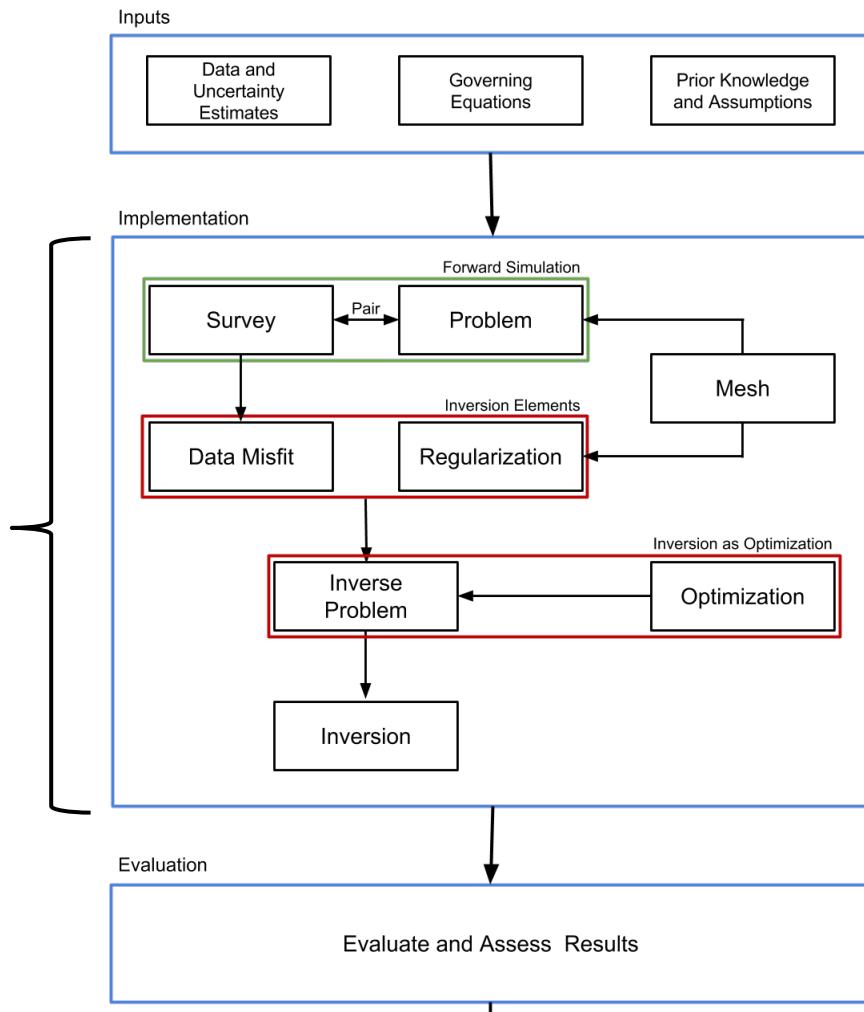 Inputs
Data and
Uncertainty
Estimates
Governing
Equations
Prior Knowledge
and Assumptions
Implementation
Forward Simulation
Survey
Pair
Problem
Mesh
Inversion Elements
Data Misfit
Regularization
Inversion as Optimization
Inverse
Problem
Optimization
Inversion
Evaluation
Evaluate and Assess Results